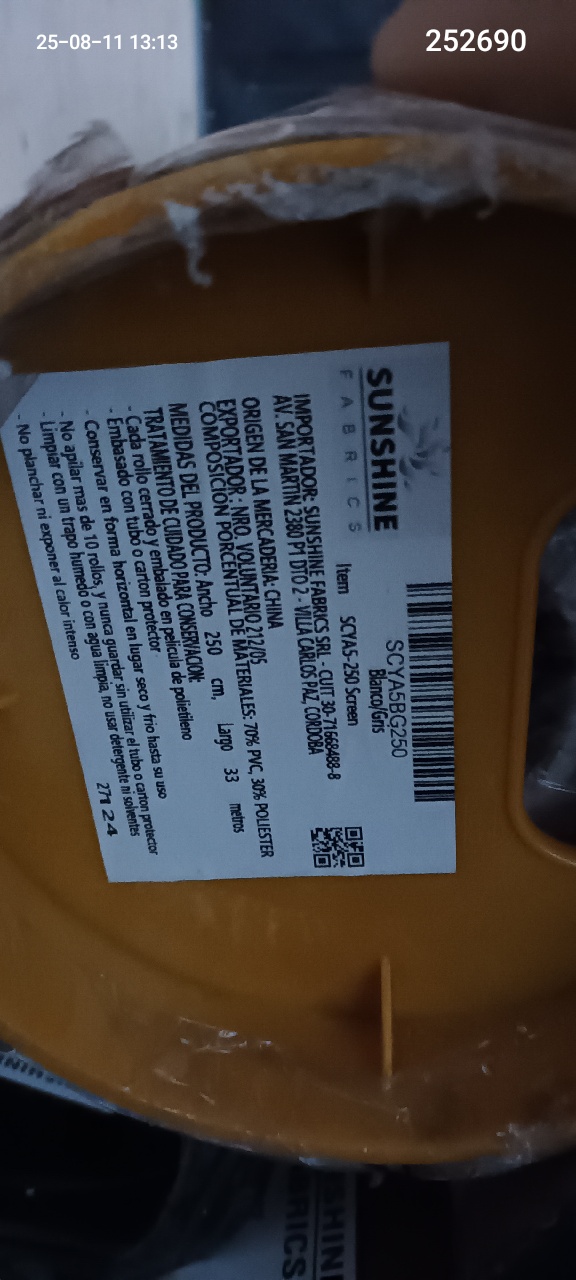 25-08-11 13:13
252690
SUNSHINE
FABRICS
SCYA5BG250
Blanco/Gris
Item SCYA5-250 Screen
IMPORTADOR: SUNSHINE FABRICS SRL - CUIT 30-71668488-8
AV. SAN MARTIN 2380 P1 DTO 2 - VILLA CARLOS PAZ, CORDOBA
ORIGEN DE LA MERCADERIA: CHINA
EXPORTADOR: NRO. VOLUNTARIO 217/05
COMPOSICION PORCENTUAL DE MATERIALES: 70% PVC, 30% POLIESTER
MEDIDAS DEL PRODUCTO: Ancho 250 cm, Largo 33 metros
TRATAMIENTO DE CUIDADO PARA CONSERVACION:
- Cada rollo cerrado y embalado en pelicula de polietileno
- Embasado con tubo o carton protector
- Conservar en forma horizontal en lugar seco y frio hasta su uso
- No apilar mas de 10 rollos, y nunca guardar sin utilizar el tubo o carton protector
- Limpiar con un trapo humedo o con agua limpia, no usar detergente ni solventes
- No planchar ni exponer al calor intenso
27124
SHIN
RICS